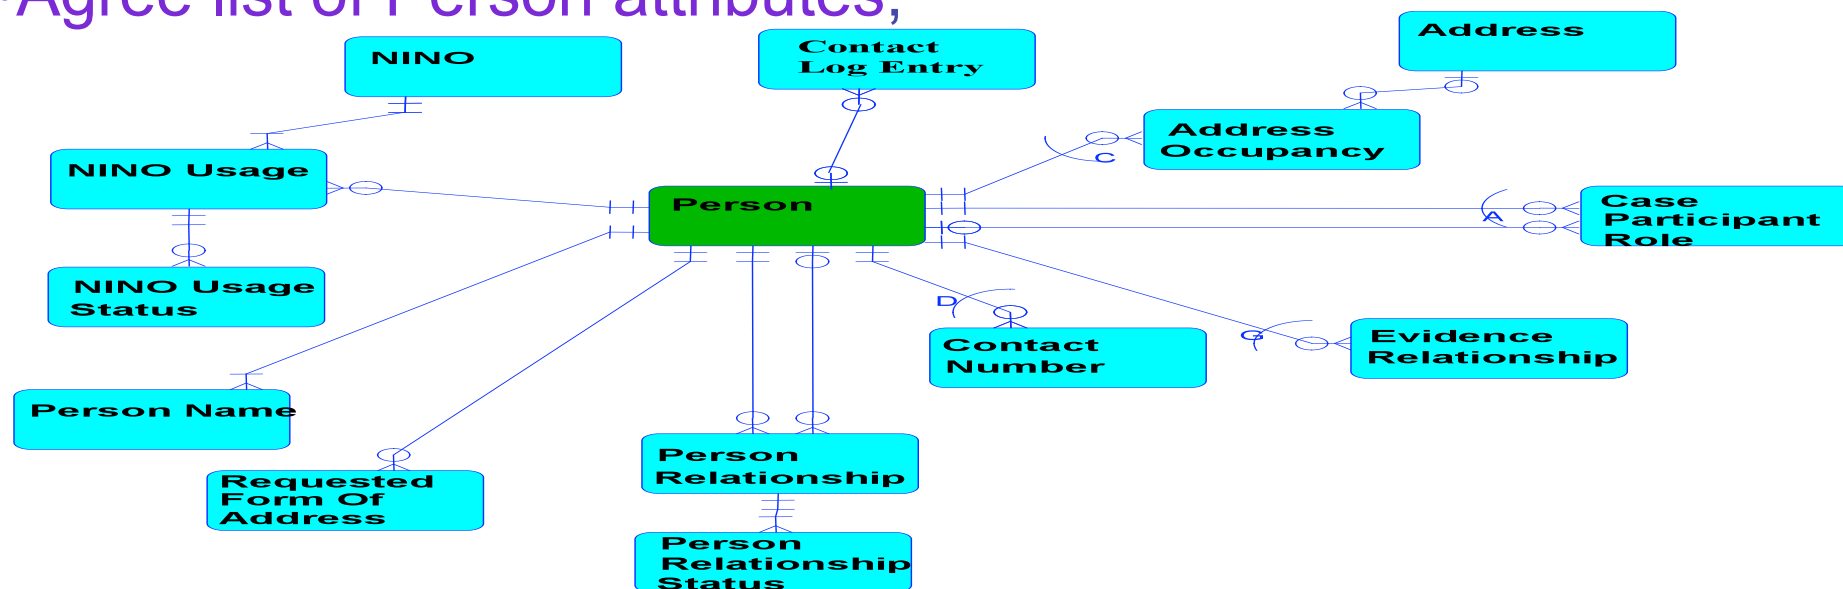 •Agree list of Person attributes;
NINO
Contact
Log Entry
Address
NINO Usage
Address
Occupancy
C
Person
Case
Participant
Role
A
NINO Usage
Status
D
Contact
Number
G
Evidence
Relationship
Person Name
Person
Relationship
Requested
Form Of
Address
Person
Relationship
Status